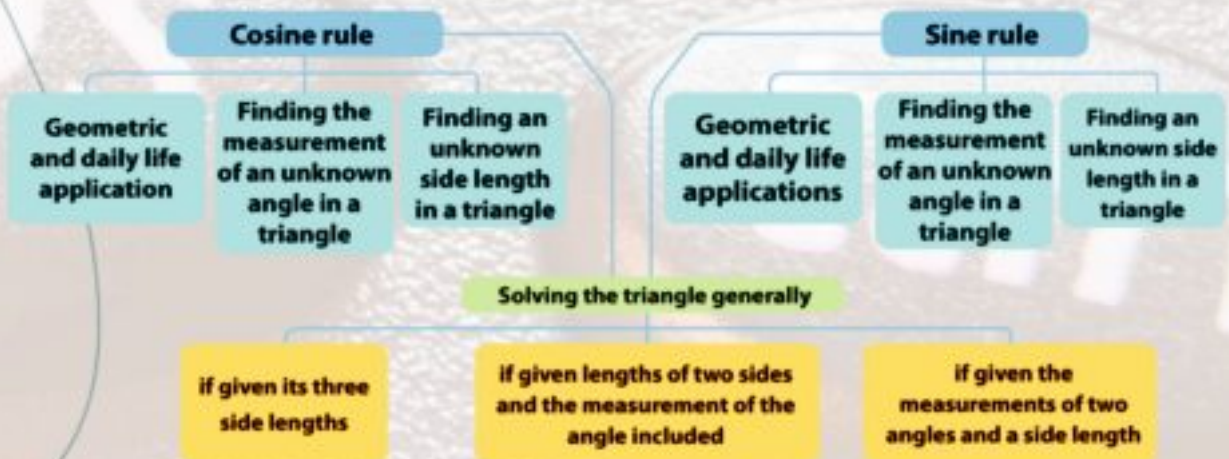 Cosine rule
Geometric
and daily life
application
Finding the
measurement
of an unknown
angle in a
triangle
Finding an
unknown
side length
in a triangle
Sine rule
Geometric
and daily life
applications
Finding the
measurement
of an unknown
angle in a
triangle
Finding an
unknown side
length in a
triangle
Solving the triangle generally
if given its three
side lengths
if given lengths of two sides
and the measurement of the
angle included
if given the
measurements of two
angles and a side length